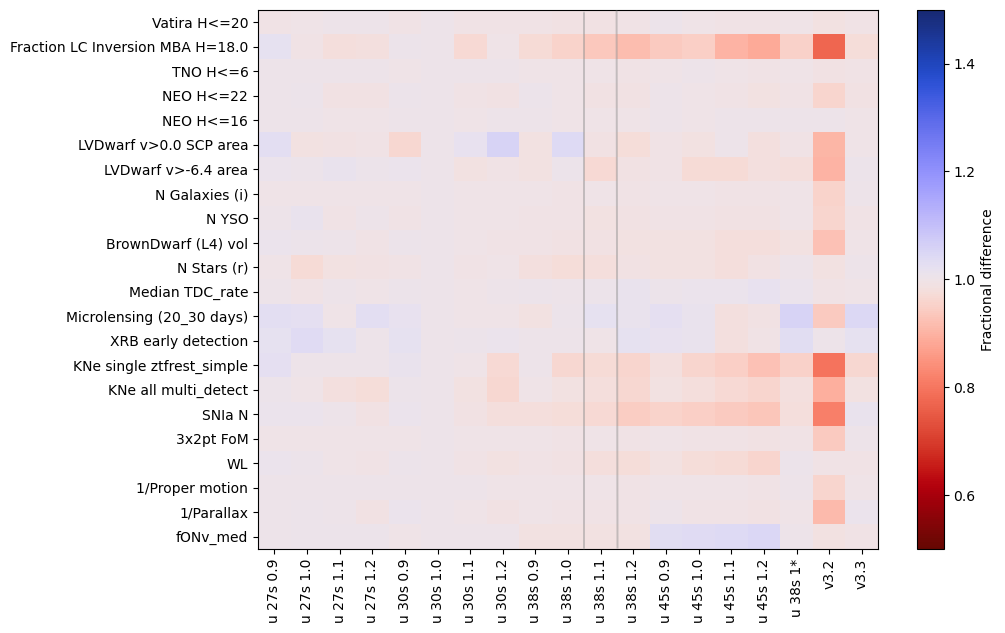 Vatira H<=20
Fraction LC Inversion MBA H=18.0
TNO H<=6
NEO H<=22
NEO H<=16
LVDwarf v>0.0 SCP area
LVDwarf v>-6.4 area
N Galaxies (i)
N YSO
BrownDwarf (L4) vol
N Stars (r)
Median TDC_rate
Microlensing (20_30 days)
XRB early detection
KNe single ztfrest_simple
KNe all multi_detect
SNIa N
3x2pt FoM
WL
1/Proper motion
1/Parallax
fONv_med
u 27s 0.9
u 27s 1.0
u 27s 1.1
u 27s 1.2
u 30s 0.9
u 30s 1.0
u 30s 1.1
u 30s 1.2
u 38s 0.9
u 38s 1.0
u 38s 1.1
u 38s 1.2
u 45s 0.9
u 45s 1.0
u 45s 1.1
u 45s 1.2
u 38s 1*
v3.2
v3.3
1.4
1.2
1.0
0.8
0.6
Fractional difference